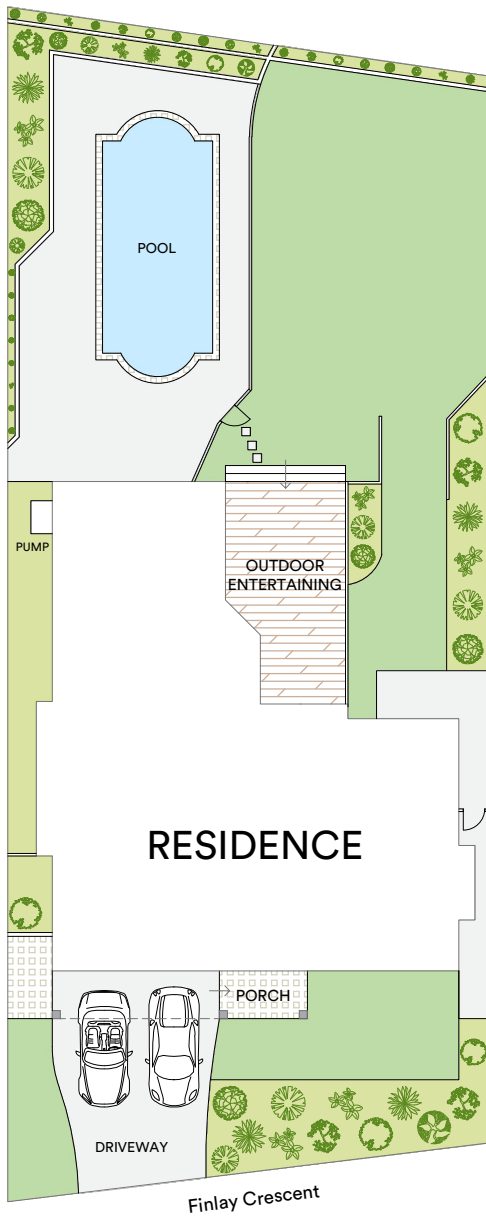 POOL
PUMP
OUTDOOR
ENTERTAINING
RESIDENCE
PORCH
DRIVEWAY
Finlay Crescent